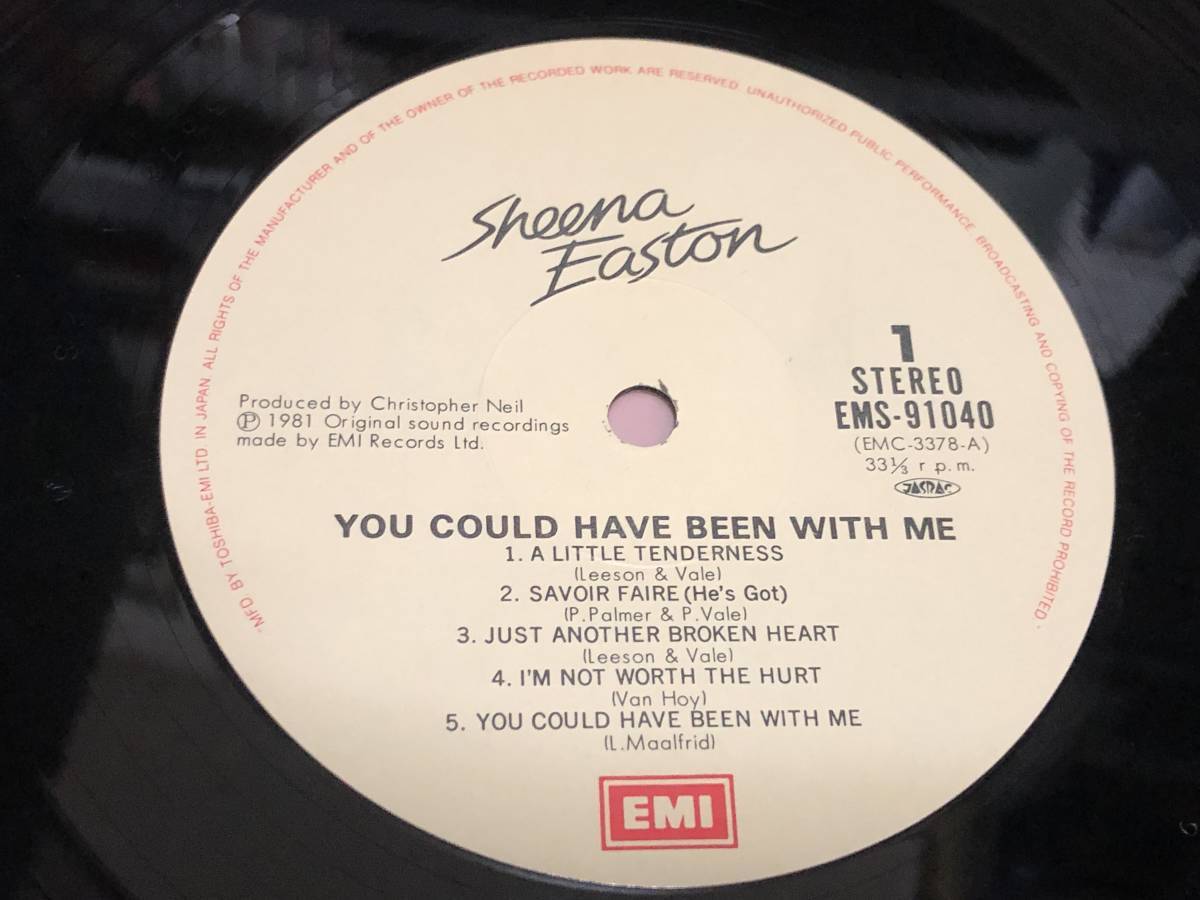 "MFD BY TOSHIBA-EMI LTD. IN JAPAN. ALL RIGHTS OF THE MANUFACTURER AND OF THE OWNER OF THE RECORDED WORK ARE RESERVED. UNAUTHORIZED PUBLIC PERFORMANCE BROADCASTING AND COPYING OF THE RECORD PROHIBITED"
Sheena
Easton
1
STEREO
EMS-91040
(EMC-3378-A)
33⅓ r p.m.
JASRAC
Produced by Christopher Neil
Ⓟ 1981 Original sound recordings
made by EMI Records Ltd.
YOU COULD HAVE BEEN WITH ME
1. A LITTLE TENDERNESS
(Leeson & Vale)
2. SAVOIR FAIRE (He's Got)
(P. Palmer & P. Vale)
3. JUST ANOTHER BROKEN HEART
(Leeson & Vale)
4. I'M NOT WORTH THE HURT
(Van Hoy)
5. YOU COULD HAVE BEEN WITH ME
(L. Maalfrid)
EMI